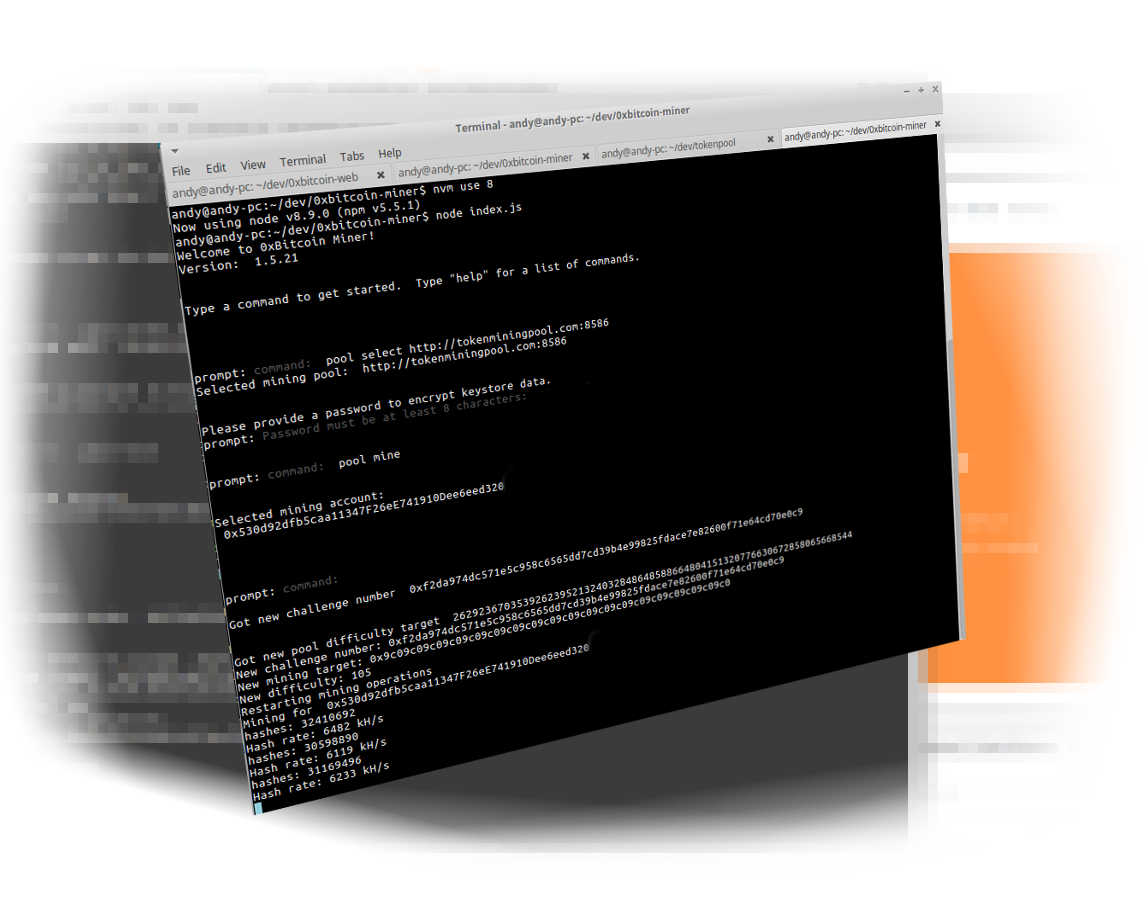 Terminal - andy@andy-pc: ~/dev/0xbitcoin-miner
File Edit View Terminal Tabs Help
andy@andy-pc: ~/dev/0xbitcoin-web
andy@andy-pc: ~/dev/0xbitcoin-miner
andy@andy-pc: ~/dev/tokenpool
andy@andy-pc: ~/dev/0xbitcoin-miner
andy@andy-pc:~/dev/0xbitcoin-miner$ nvm use 8
Now using node v8.9.0 (npm v5.5.1)
andy@andy-pc:~/dev/0xbitcoin-miner$ node index.js
Welcome to 0xBitcoin Miner!
Version: 1.5.21
Type a command to get started. Type "help" for a list of commands.
prompt: command: pool select http://tokenminingpool.com:8586
Selected mining pool: http://tokenminingpool.com:8586
Please provide a password to encrypt keystore data.
prompt: Password must be at least 8 characters:
prompt: command: pool mine
Selected mining account:
0x530d92dfb5caa11347F26eE741910Dee6eed320
prompt: command:
Got new challenge number 0xf2da974dc571e5c958c6565dd7cd39b4e99825fdace7e82600f71e64cd70e0c9
Got new pool difficulty target
New challenge number: 0xf2da974dc571e5c958c6565dd7cd39b4e99825fdace7e82600f71e64cd70e0c9
New mining target:
New difficulty: 105
Restarting mining operations
Mining for 0x530d92dfb5caa11347F26eE741910Dee6eed320
hashes: 32410692
Hash rate: 6482 kH/s
hashes: 30598890
Hash rate: 6119 kH/s
hashes: 31169496
Hash rate: 6233 kH/s